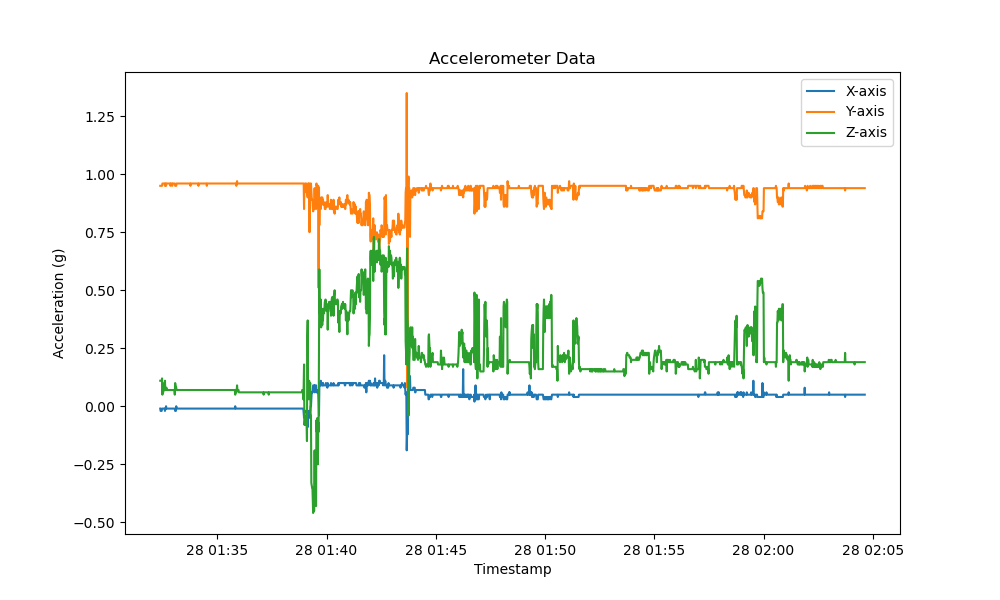 Accelerometer Data
X-axis
Y-axis
Z-axis
1.25
1.00
0.75
0.50
0.25
0.00
−0.25
−0.50
Acceleration (g)
28 01:35
28 01:40
28 01:45
28 01:50
28 01:55
28 02:00
28 02:05
Timestamp